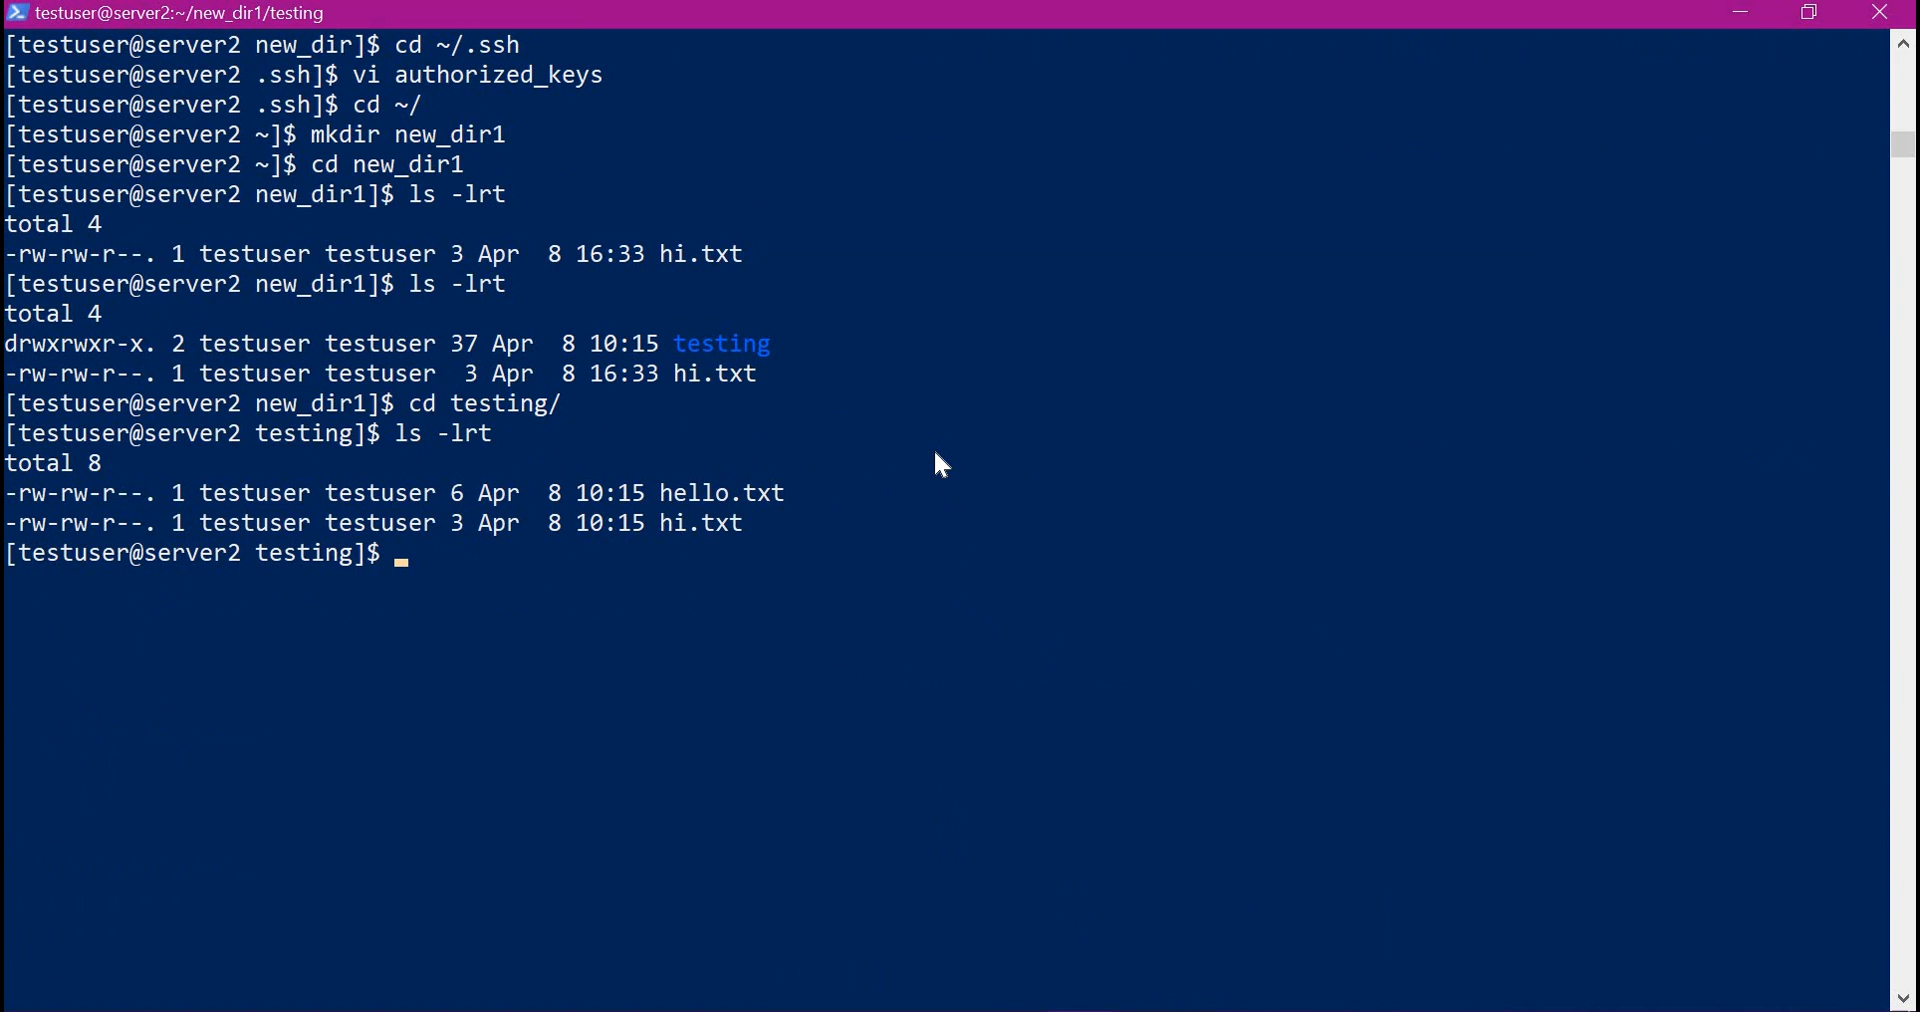 testuser@server2:~/new_dir1/testing
[testuser@server2 new_dir]$ cd ~/.ssh
[testuser@server2 .ssh]$ vi authorized_keys
[testuser@server2 .ssh]$ cd ~/
[testuser@server2 ~]$ mkdir new_dir1
[testuser@server2 ~]$ cd new_dir1
[testuser@server2 new_dir1]$ ls -lrt
total 4
-rw-rw-r--. 1 testuser testuser 3 Apr  8 16:33 hi.txt
[testuser@server2 new_dir1]$ ls -lrt
total 4
drwxrwxr-x. 2 testuser testuser 37 Apr  8 10:15 testing
-rw-rw-r--. 1 testuser testuser  3 Apr  8 16:33 hi.txt
[testuser@server2 new_dir1]$ cd testing/
[testuser@server2 testing]$ ls -lrt
total 8
-rw-rw-r--. 1 testuser testuser 6 Apr  8 10:15 hello.txt
-rw-rw-r--. 1 testuser testuser 3 Apr  8 10:15 hi.txt
[testuser@server2 testing]$